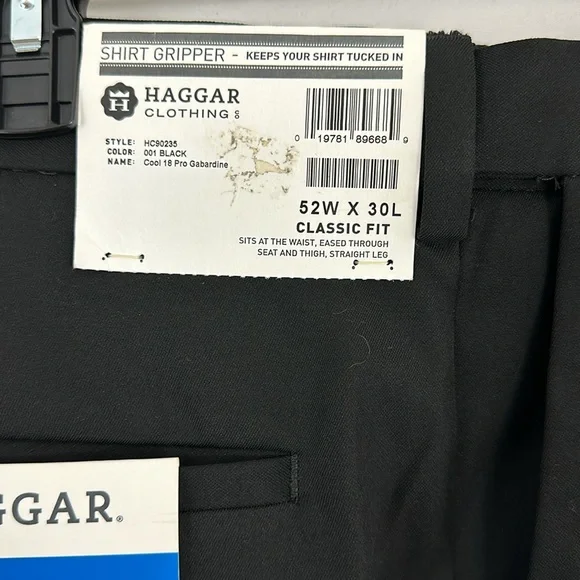 SHIRT GRIPPER - KEEPS YOUR SHIRT TUCKED IN
H HAGGAR
CLOTHING CO
STYLE: HC90235
COLOR: 001 BLACK
NAME: Cool 18 Pro Gabardine
0 19781 89668 9
52W X 30L
CLASSIC FIT
SITS AT THE WAIST, EASED THROUGH
SEAT AND THIGH, STRAIGHT LEG
GGAR®